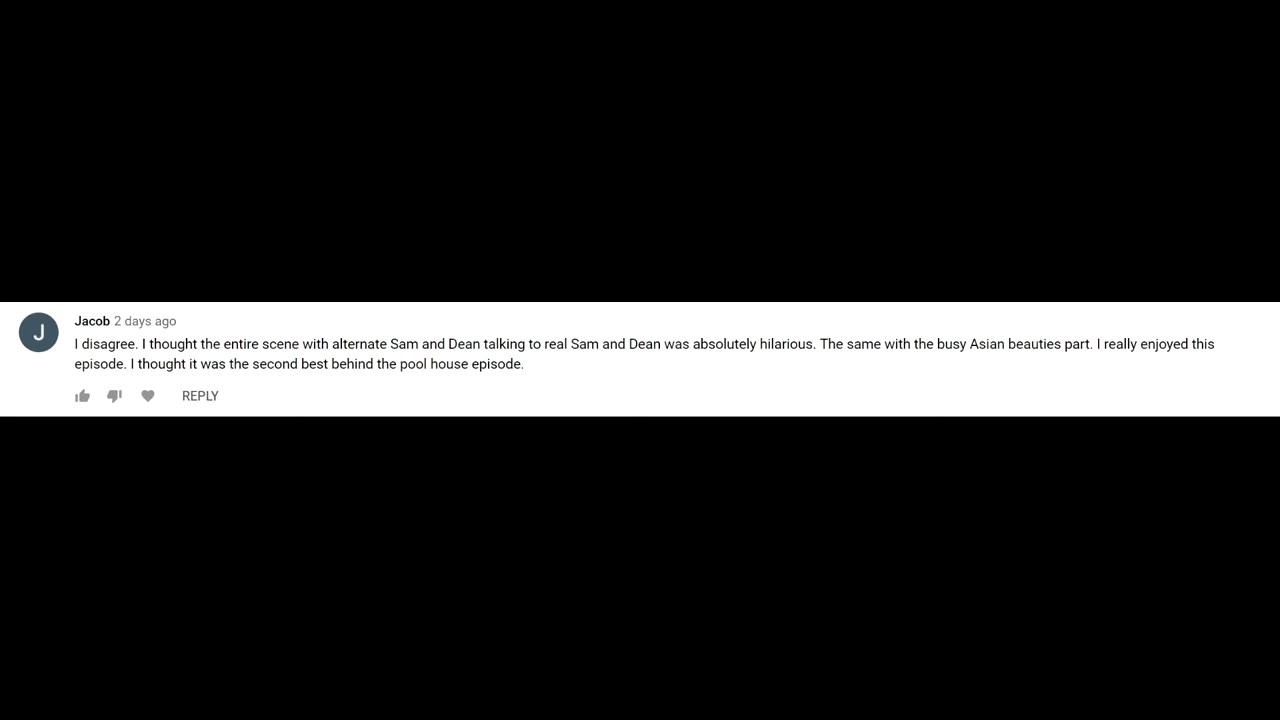 J
Jacob 2 days ago
I disagree. I thought the entire scene with alternate Sam and Dean talking to real Sam and Dean was absolutely hilarious. The same with the busy Asian beauties part. I really enjoyed this
episode. I thought it was the second best behind the pool house episode.
REPLY